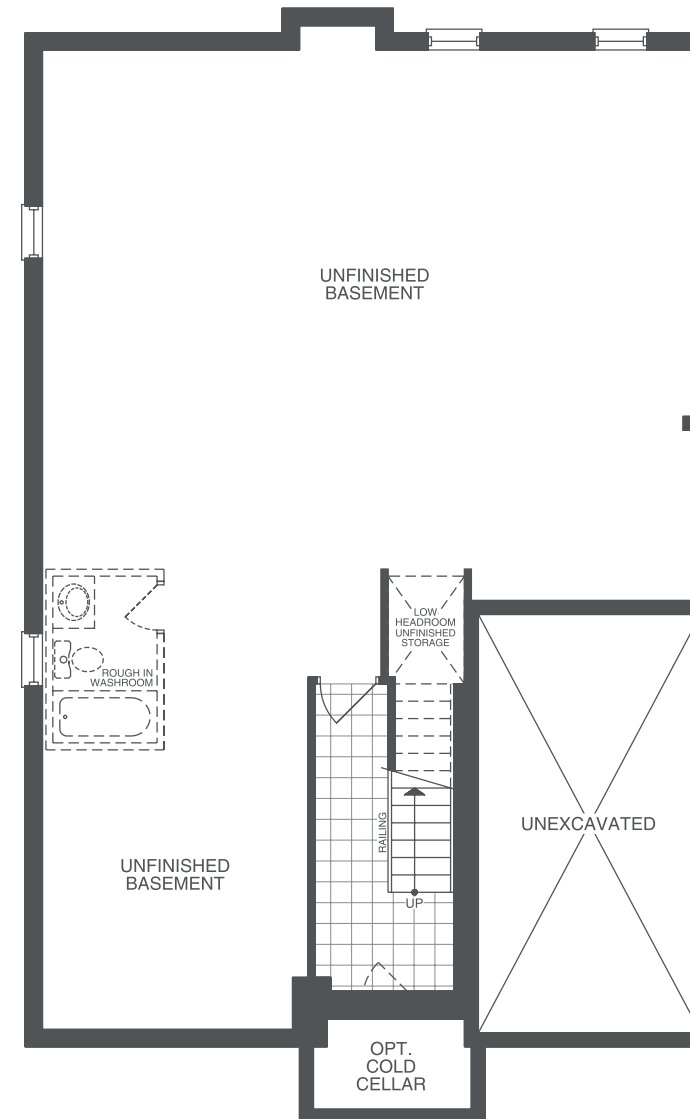 UNFINISHED
BASEMENT
LOW
HEADROOM
UNFINISHED
STORAGE
ROUGH IN
WASHROOM
RAILING
UNEXCAVATED
UNFINISHED
BASEMENT
UP
OPT.
COLD
CELLAR